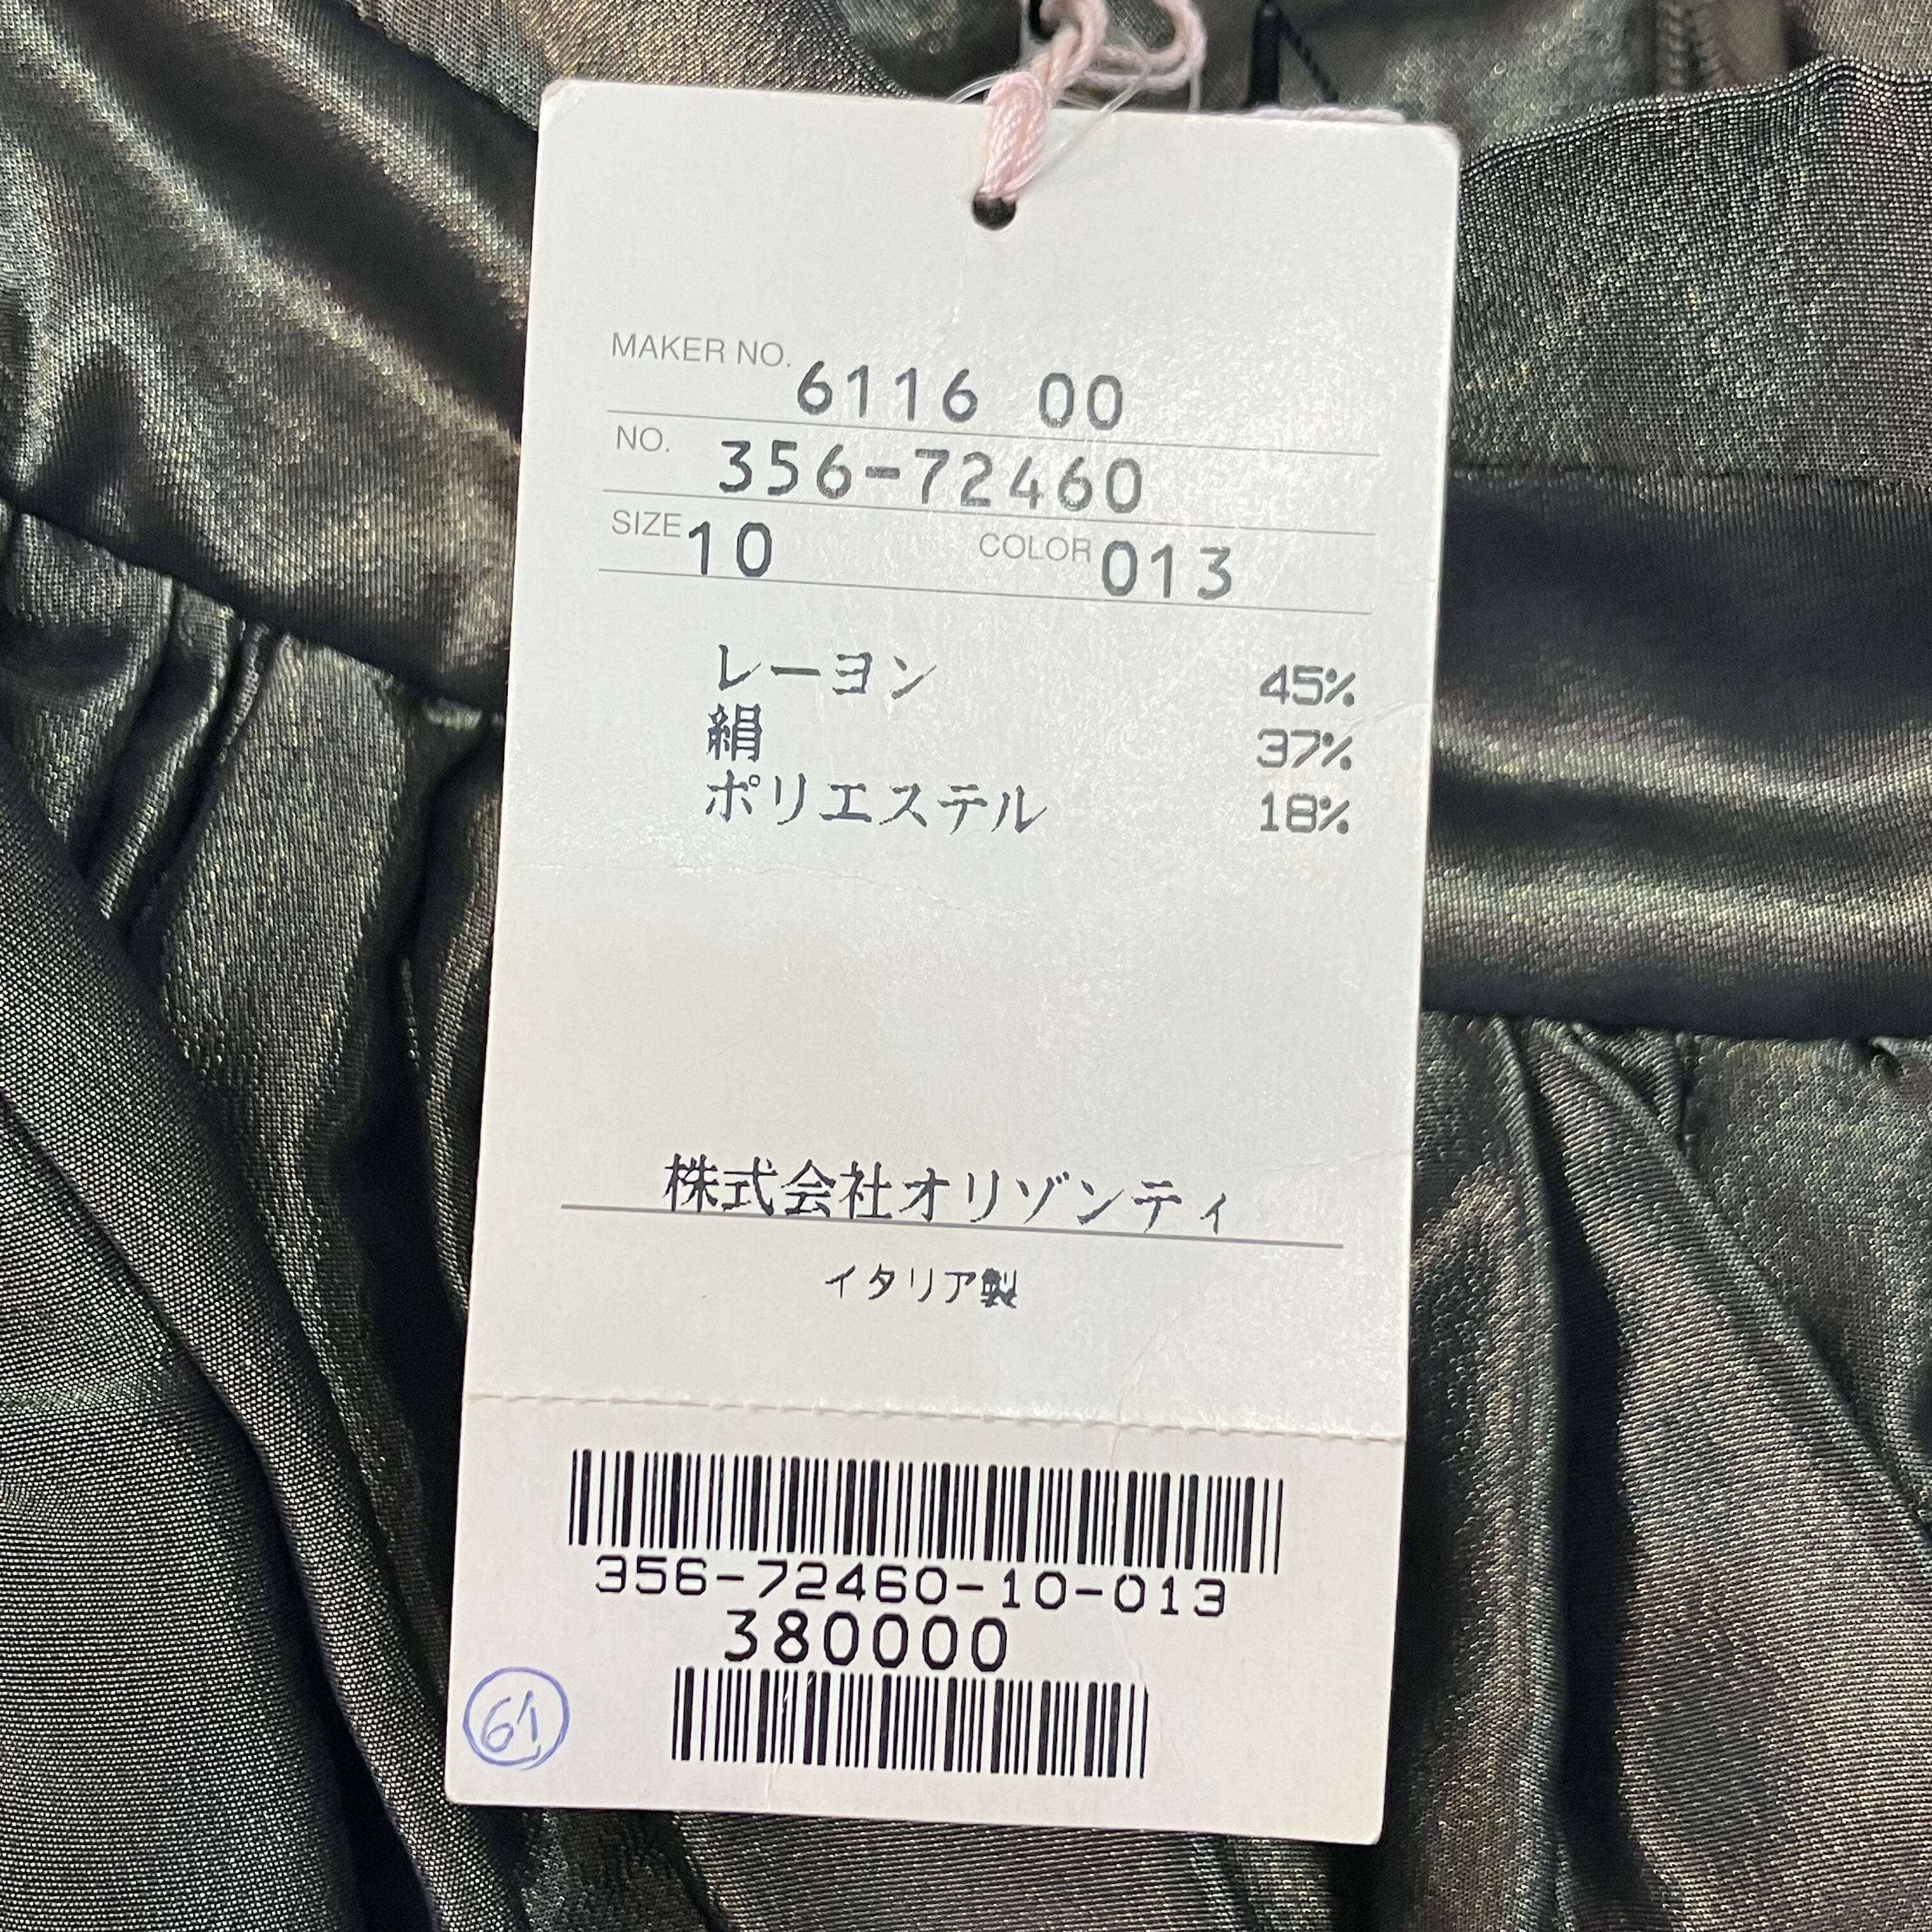 MAKER NO. 6116 00
NO. 356-72460
SIZE 10 COLOR 013
レーヨン 45%
絹 37%
ポリエステル 18%
株式会社オリゾンティ
イタリア製
356-72460-10-013
380000
61